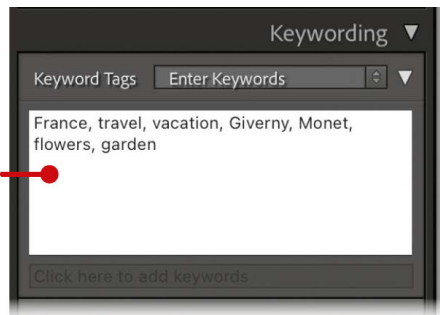 Keywording
Keyword Tags Enter Keywords
France, travel, vacation, Giverny, Monet,
flowers, garden
Click here to add keywords